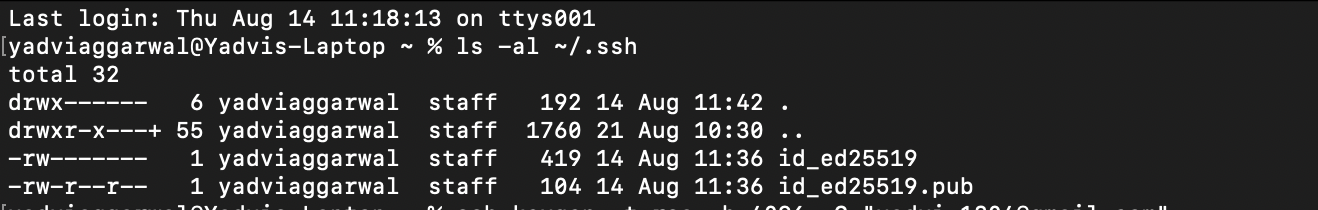 Last login: Thu Aug 14 11:18:13 on ttys001
[yadviaggarwal@Yadvis-Laptop ~ % ls -al ~/.ssh
total 32
drwx------   6 yadviaggarwal  staff   192 14 Aug 11:42 .
drwxr-x---+ 55 yadviaggarwal  staff  1760 21 Aug 10:30 ..
-rw-------   1 yadviaggarwal  staff   419 14 Aug 11:36 id_ed25519
-rw-r--r--   1 yadviaggarwal  staff   104 14 Aug 11:36 id_ed25519.pub